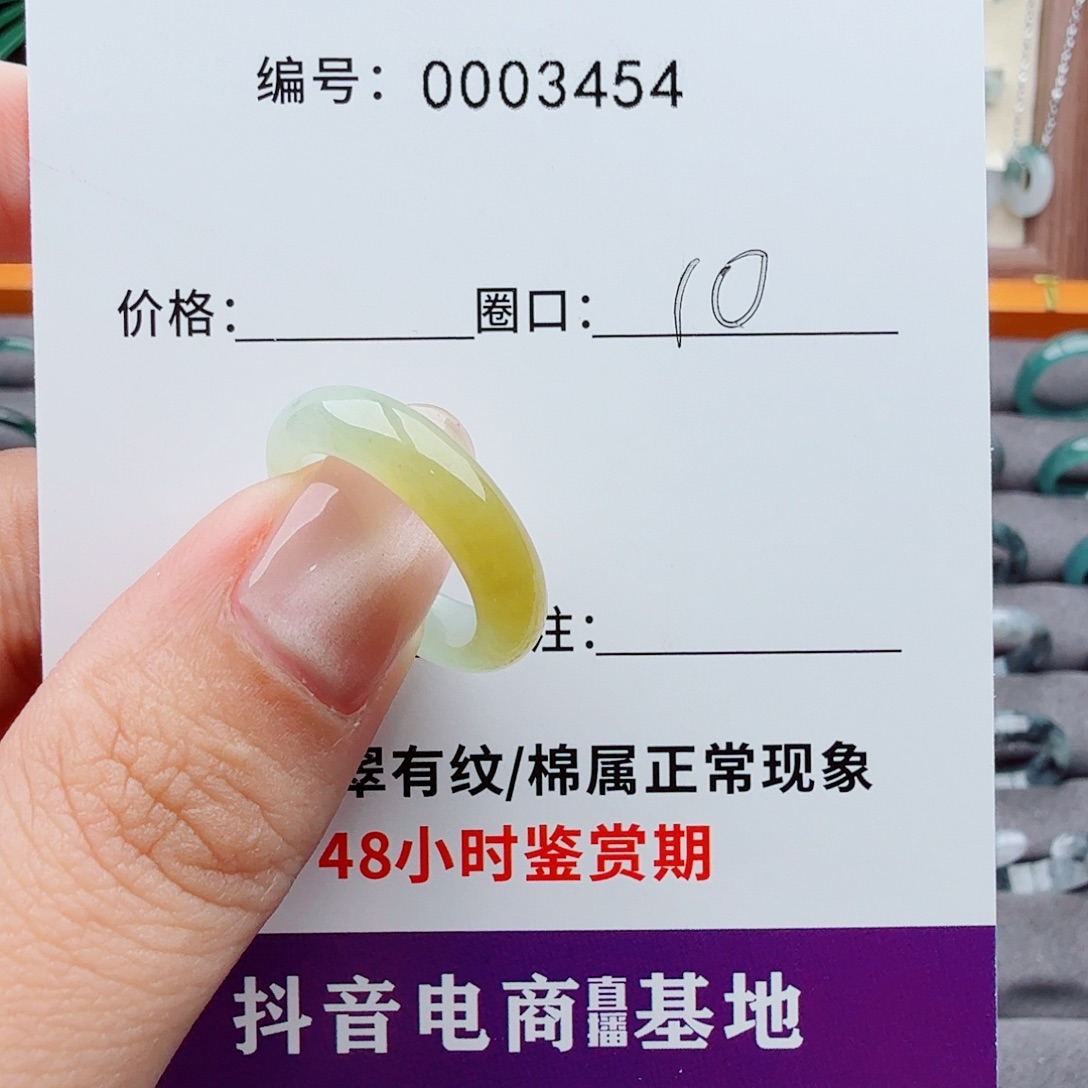 编号：0003454
价格： 圈口：10
注：
翠有纹/棉属正常现象
48小时鉴赏期
抖音电商直播基地